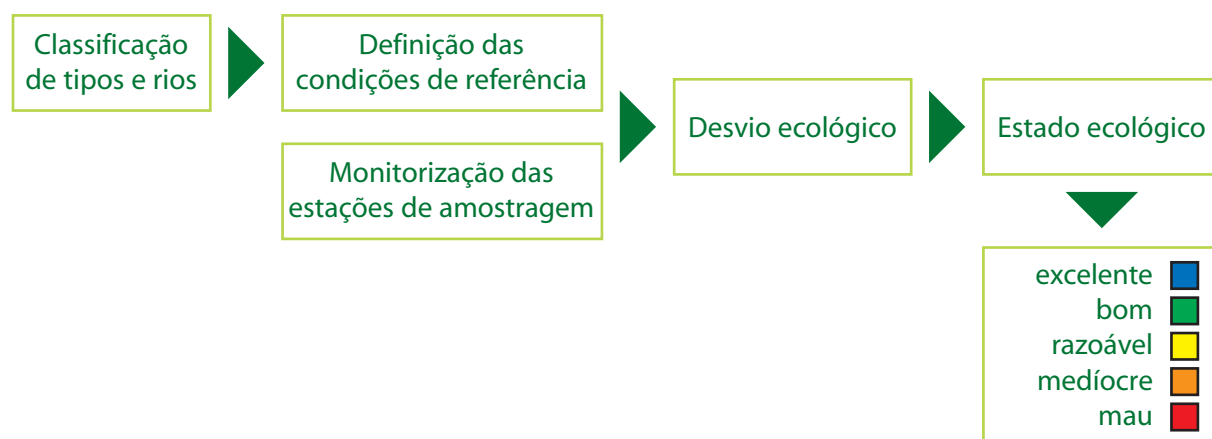 Classificação
de tipos e rios
Definição das
condições de referência
Monitorização das
estações de amostragem
Desvio ecológico
Estado ecológico
excelente
bom
razoável
medíocre
mau